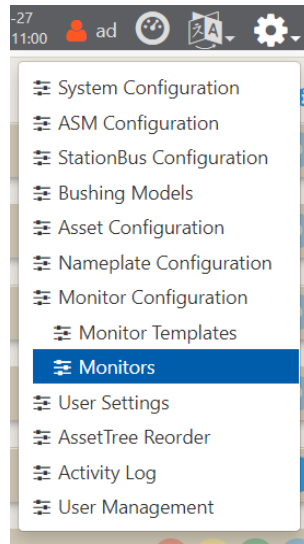 -27
11:00 ad
System Configuration
ASM Configuration
StationBus Configuration
Bushing Models
Asset Configuration
Nameplate Configuration
Monitor Configuration
Monitor Templates
Monitors
User Settings
AssetTree Reorder
Activity Log
User Management